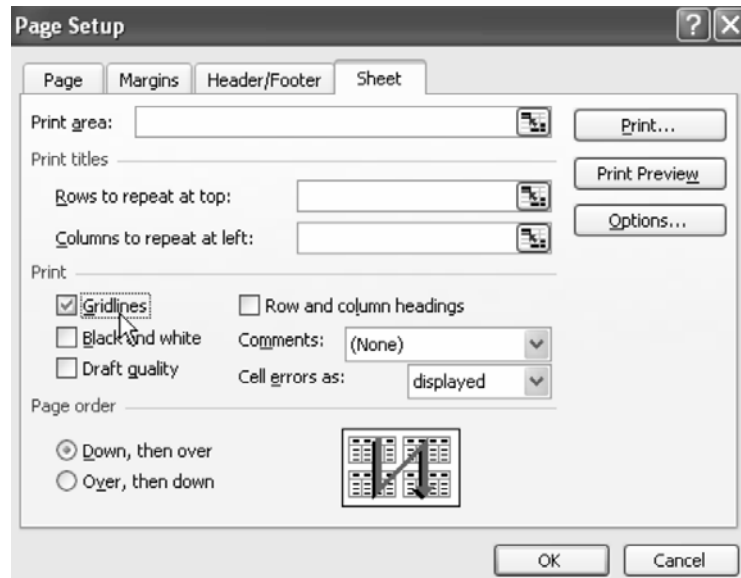 Page Setup
Page Margins Header/Footer Sheet
Print area:
Print...
Print titles
Print Preview
Rows to repeat at top:
Options...
Columns to repeat at left:
Print
Gridlines
Row and column headings
Black and white
Comments: (None)
Draft quality
Cell errors as: displayed
Page order
Down, then over
Over, then down
OK Cancel